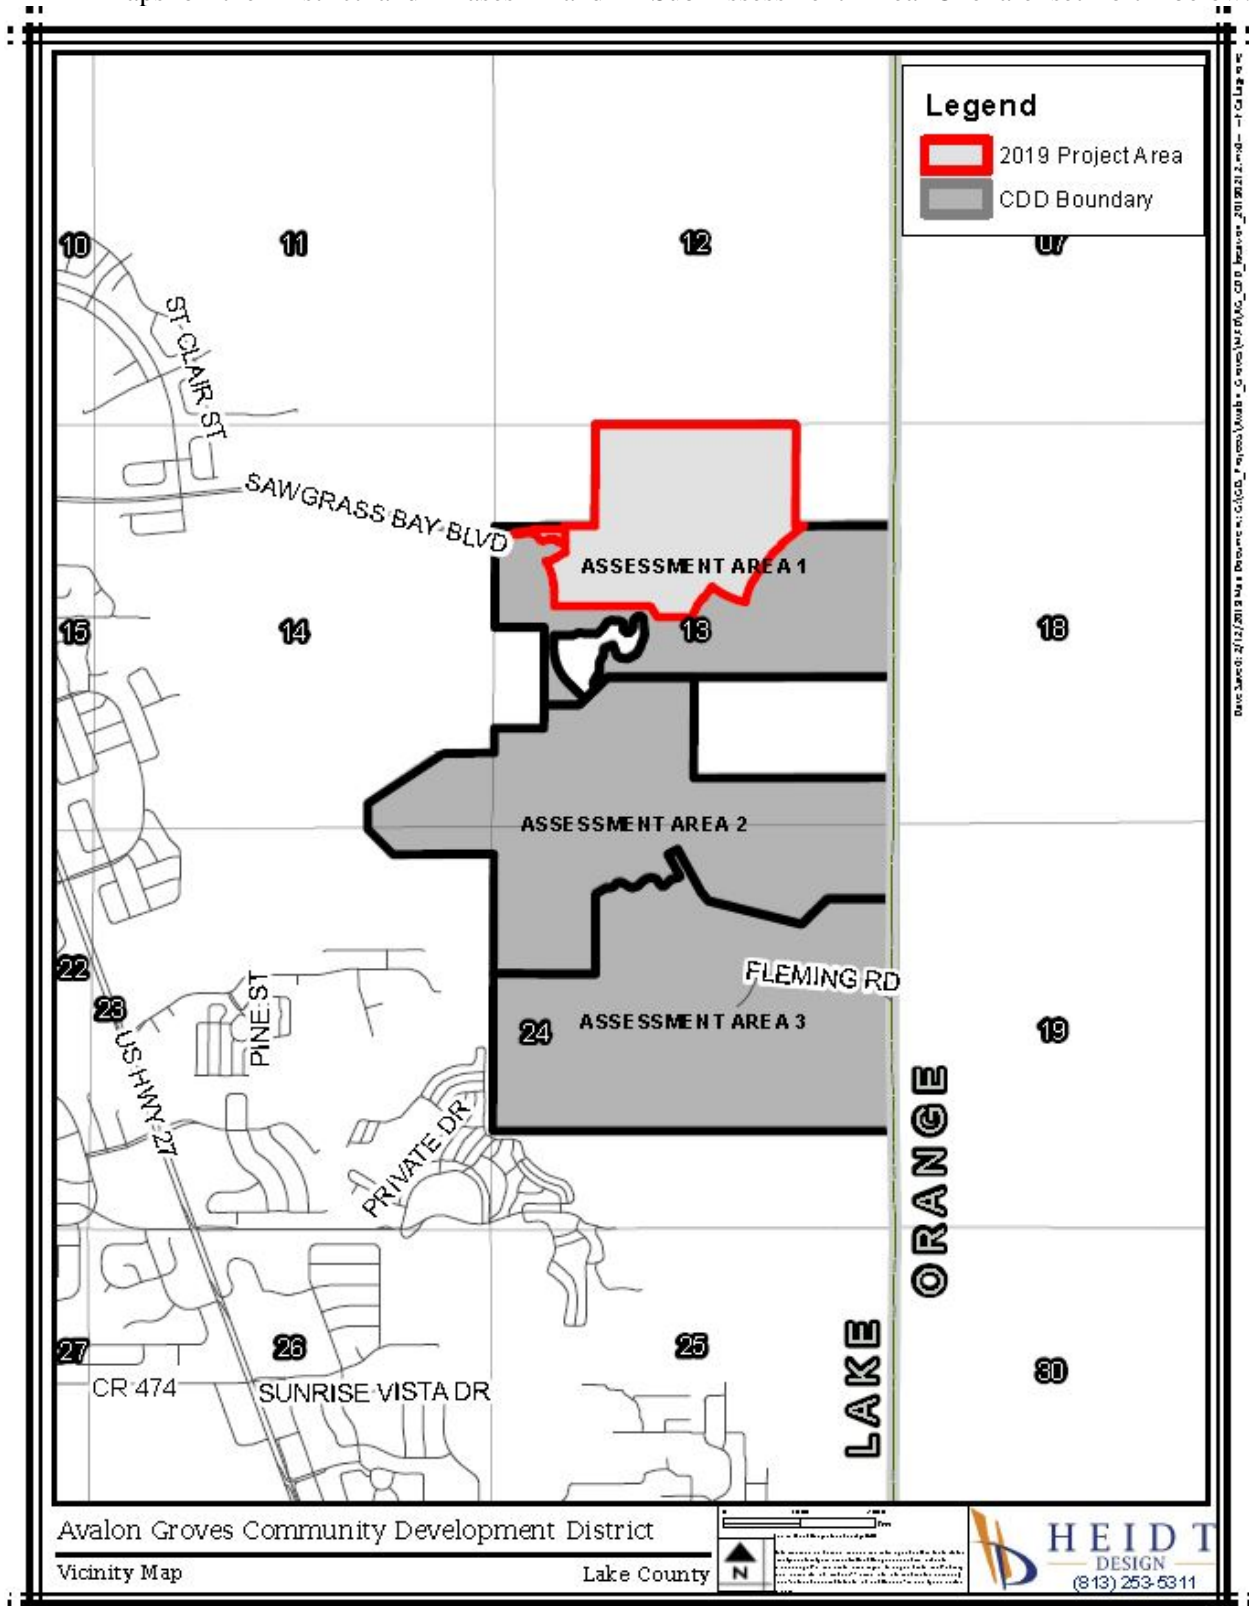 Legend
2019 Project Area
CDD Boundary
10
11
12
07
ST CLAIR ST
SAWGRASS BAY BLVD
ASSESSMENT AREA 1
15
14
13
18
ASSESSMENT AREA 2
22
23
PINE ST
US HWY 27
FLEMING RD
24
ASSESSMENT AREA 3
19
PRIVATE DR
ORANGE
LAKE
27
26
25
30
CR 474
SUNRISE VISTA DR
Avalon Groves Community Development District
Vicinity Map
Lake County
N
HEIDT
DESIGN
(813) 253-5311